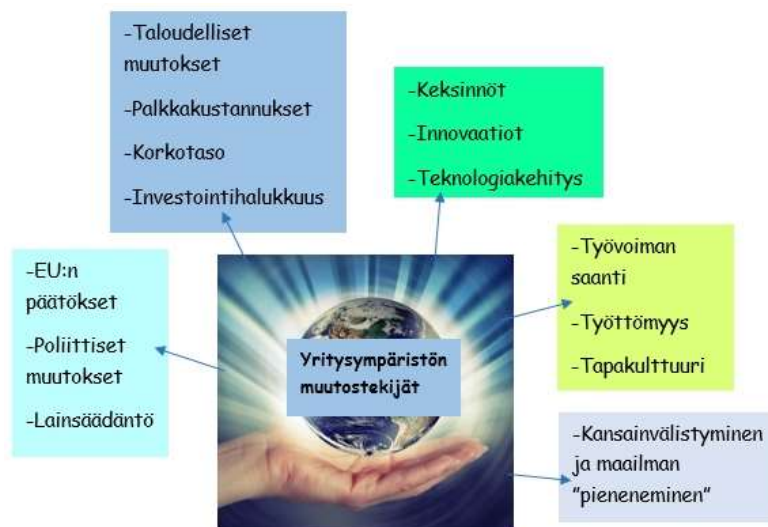 -Taloudelliset
muutokset
-Palkkakustannukset
-Korkotaso
-Investointihalukkuus
-Keksinnöt
-Innovaatiot
-Teknologiakehitys
-EU:n
päätökset
-Poliittiset
muutokset
-Lainsäädäntö
Yritysympäristön
muutostekijät
-Työvoiman
saanti
-Työttömyys
-Tapakulttuuri
-Kansainvälistyminen
ja maailman
"pieneneminen"